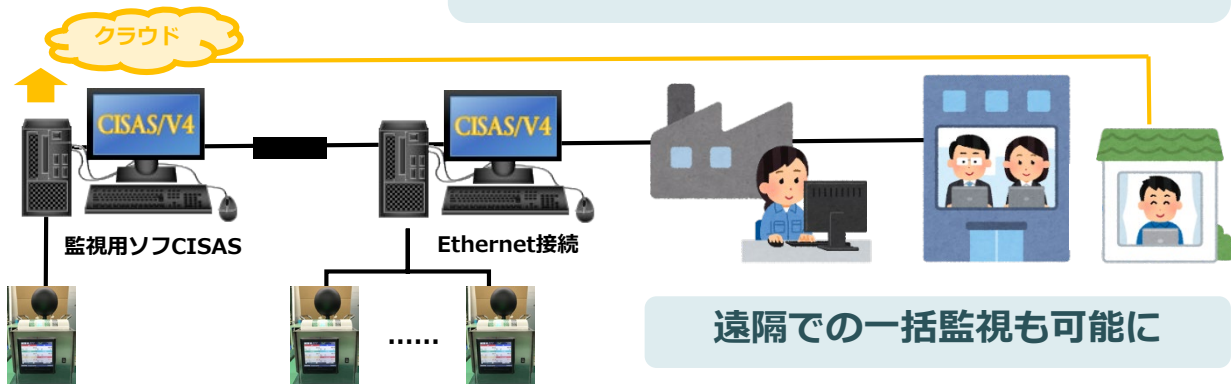 クラウド
CISAS/V4
CISAS/V4
監視用ソフCISAS
Ethernet接続
......
遠隔での一括監視も可能に